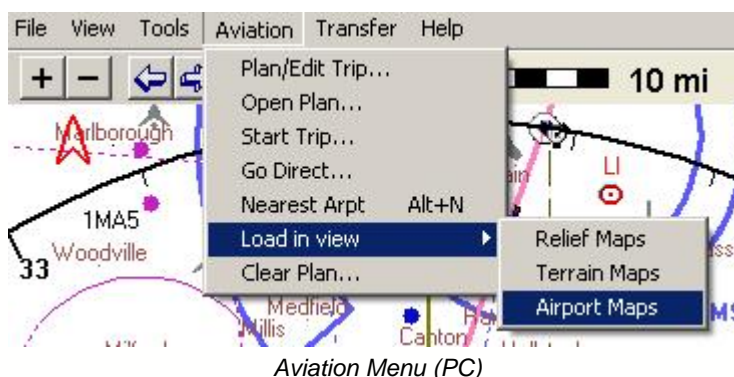 File View Tools Aviation Transfer Help
+ - 10 mi
Plan/Edit Trip...
Open Plan...
Start Trip...
Go Direct...
Nearest Arpt Alt+N
Load in view
Clear Plan...
Relief Maps
Terrain Maps
Airport Maps
Marlborough
LI
1MA5
Woodville
33
Medfield
Millis
Canton
Aviation Menu (PC)